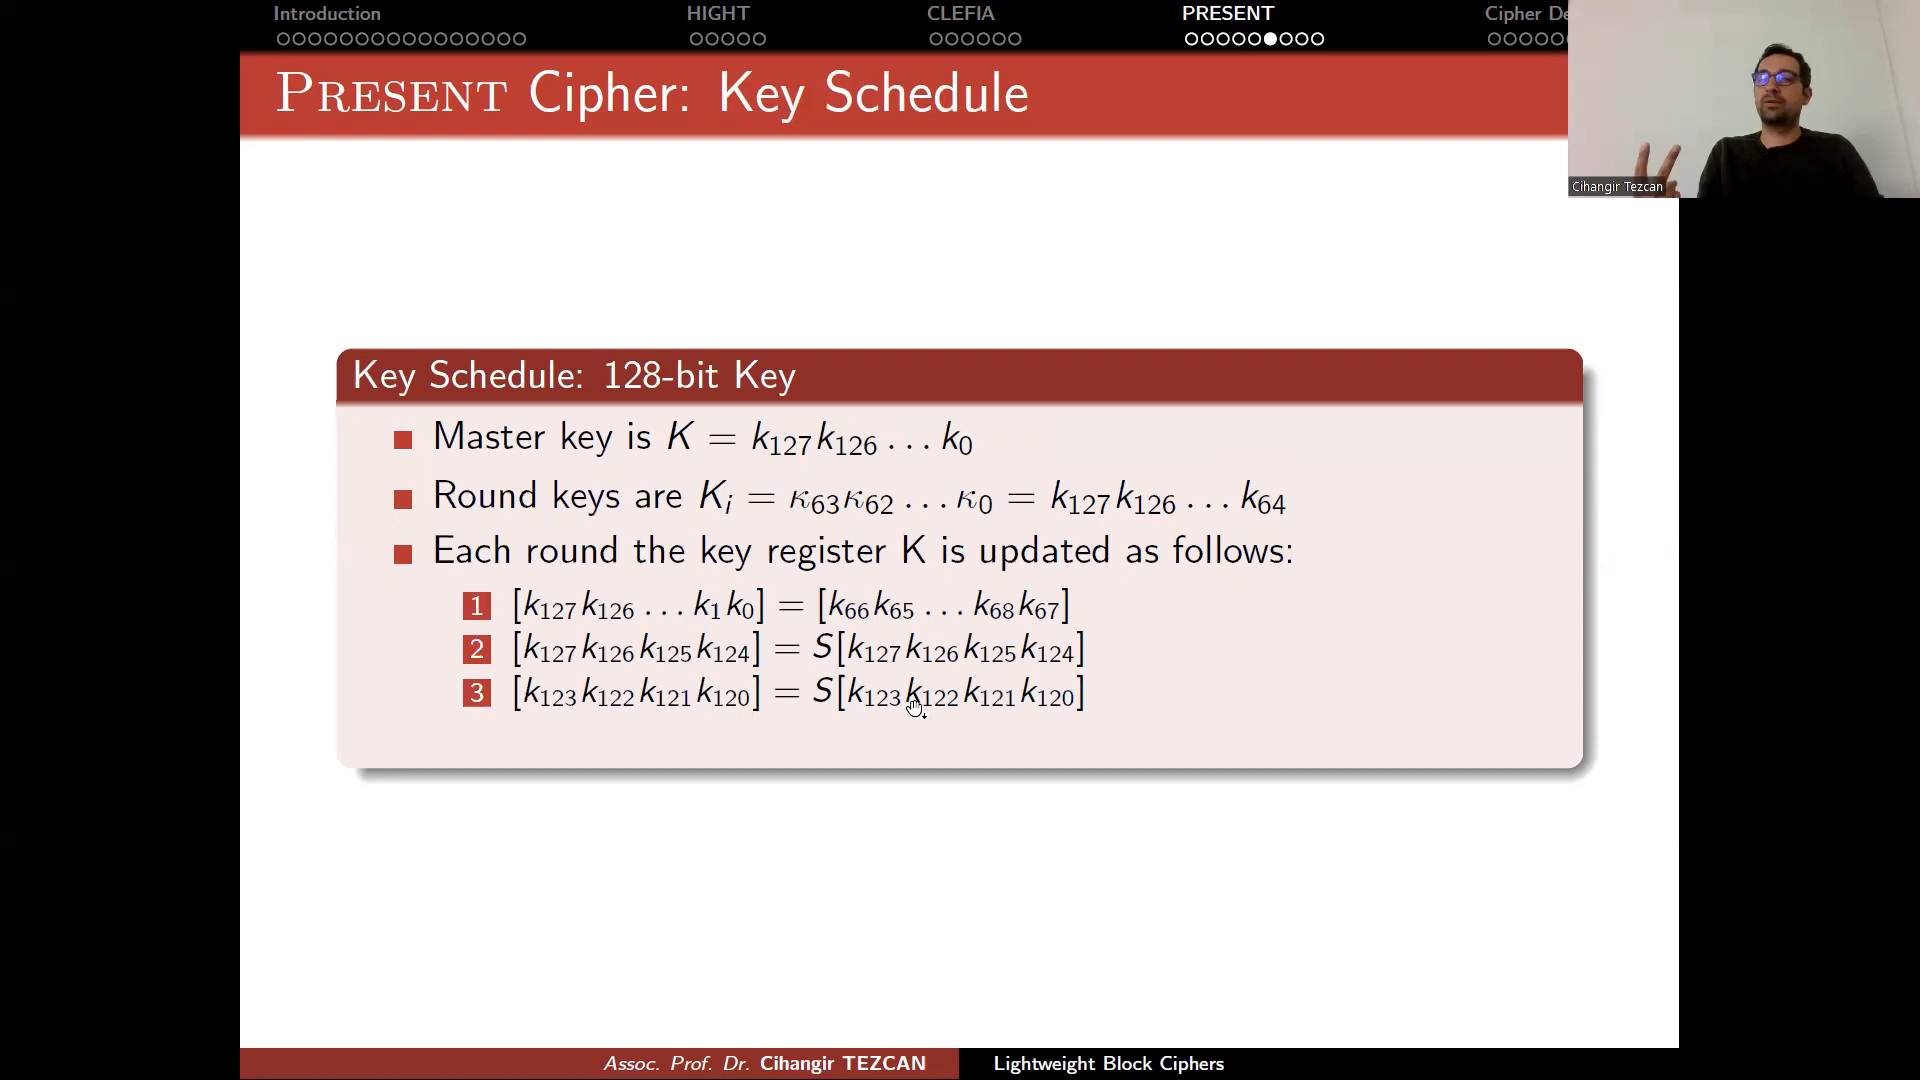 Introduction HIGHT CLEFIA PRESENT Cipher De
PRESENT Cipher: Key Schedule
Cihangir Tezcan
Key Schedule: 128-bit Key
Master key is K = k₁₂₇k₁₂₆ … k₀
Round keys are Kᵢ = κ₆₃κ₆₂ … κ₀ = k₁₂₇k₁₂₆ … k₆₄
Each round the key register K is updated as follows:
1 [k₁₂₇k₁₂₆ … k₁k₀] = [k₆₆k₆₅ … k₆₈k₆₇]
2 [k₁₂₇k₁₂₆k₁₂₅k₁₂₄] = S[k₁₂₇k₁₂₆k₁₂₅k₁₂₄]
3 [k₁₂₃k₁₂₂k₁₂₁k₁₂₀] = S[k₁₂₃k₁₂₂k₁₂₁k₁₂₀]
Assoc. Prof. Dr. Cihangir TEZCAN Lightweight Block Ciphers